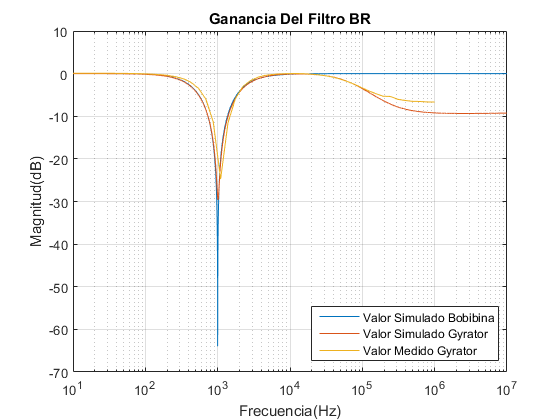 Ganancia Del Filtro BR
10
0
-10
-20
-30
-40
-50
-60
-70
Magnitud(dB)
Valor Simulado Bobibina
Valor Simulado Gyrator
Valor Medido Gyrator
10^1 10^2 10^3 10^4 10^5 10^6 10^7
Frecuencia(Hz)